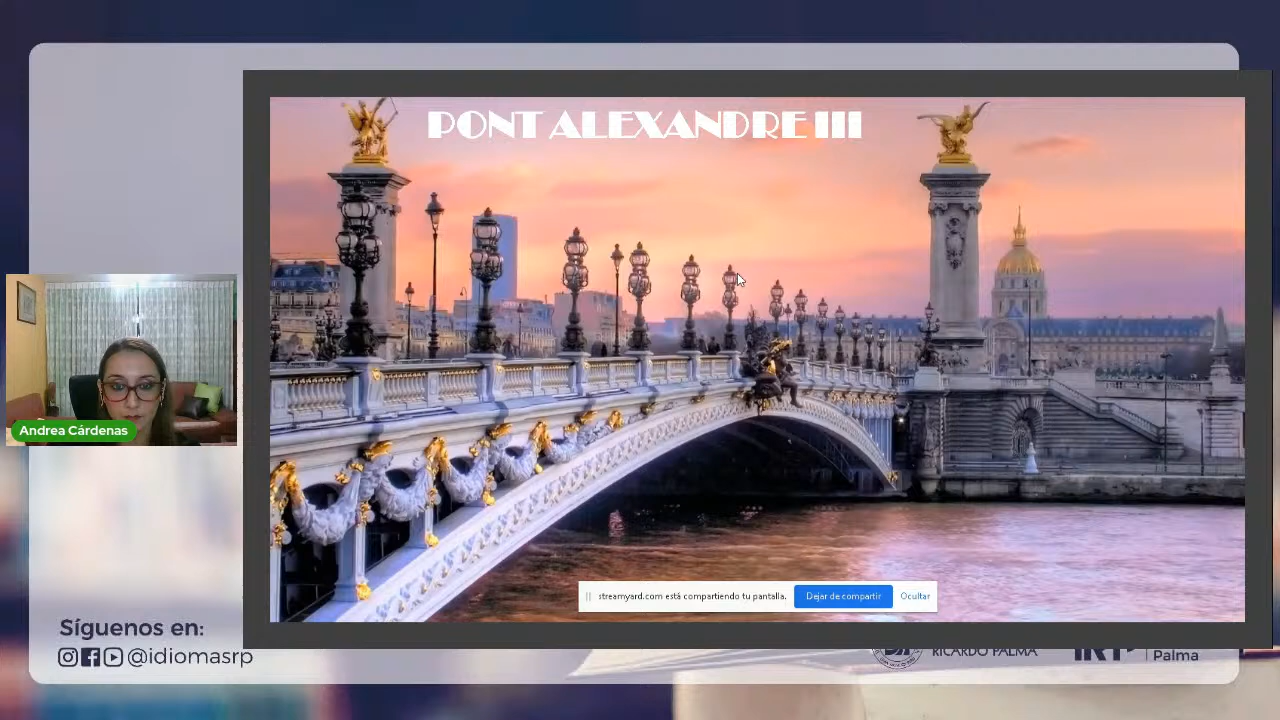 PONT ALEXANDRE III
Andrea Cárdenas
streamyard.com está compartiendo tu pantalla.
Dejar de compartir
Ocultar
Síguenos en:
@idiomasrp
RICARDO PALMA
Palma